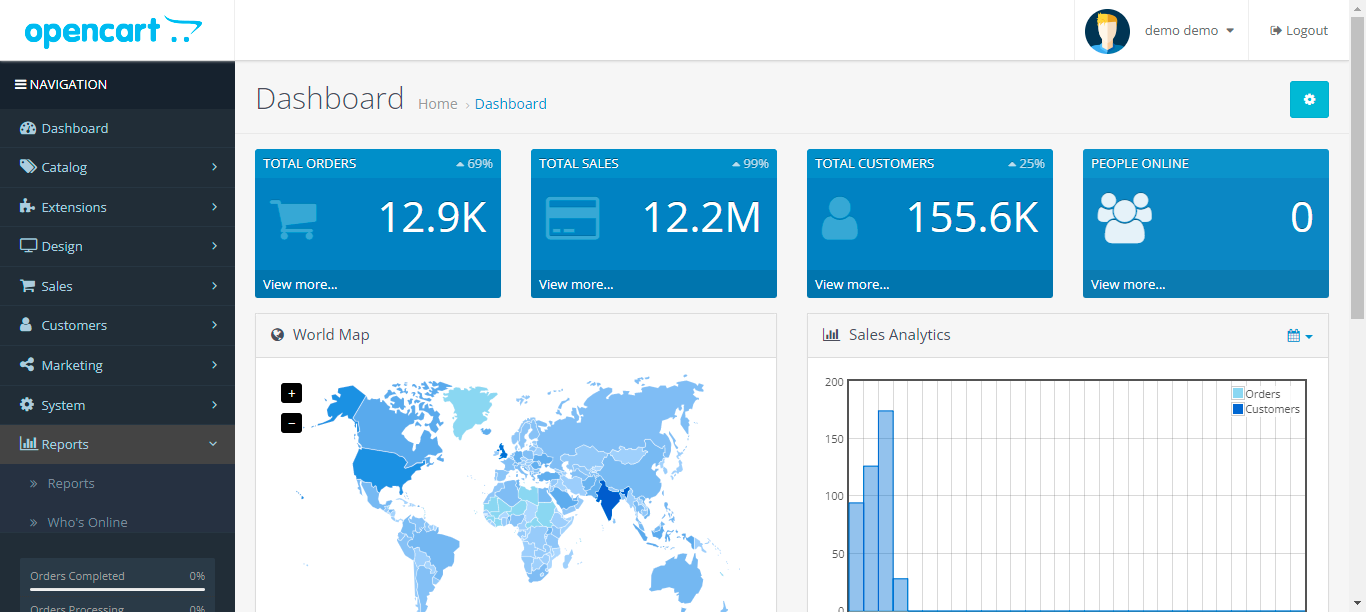 opencart
demo demo
Logout
NAVIGATION
Dashboard
Catalog
Extensions
Design
Sales
Customers
Marketing
System
Reports
» Reports
» Who's Online
Orders Completed 0%
Orders Processing 0%
Dashboard Home › Dashboard
TOTAL ORDERS 69%
12.9K
View more...
TOTAL SALES 99%
12.2M
View more...
TOTAL CUSTOMERS 25%
155.6K
View more...
PEOPLE ONLINE
0
View more...
World Map
+
−
Sales Analytics
200
150
100
50
0
Orders
Customers